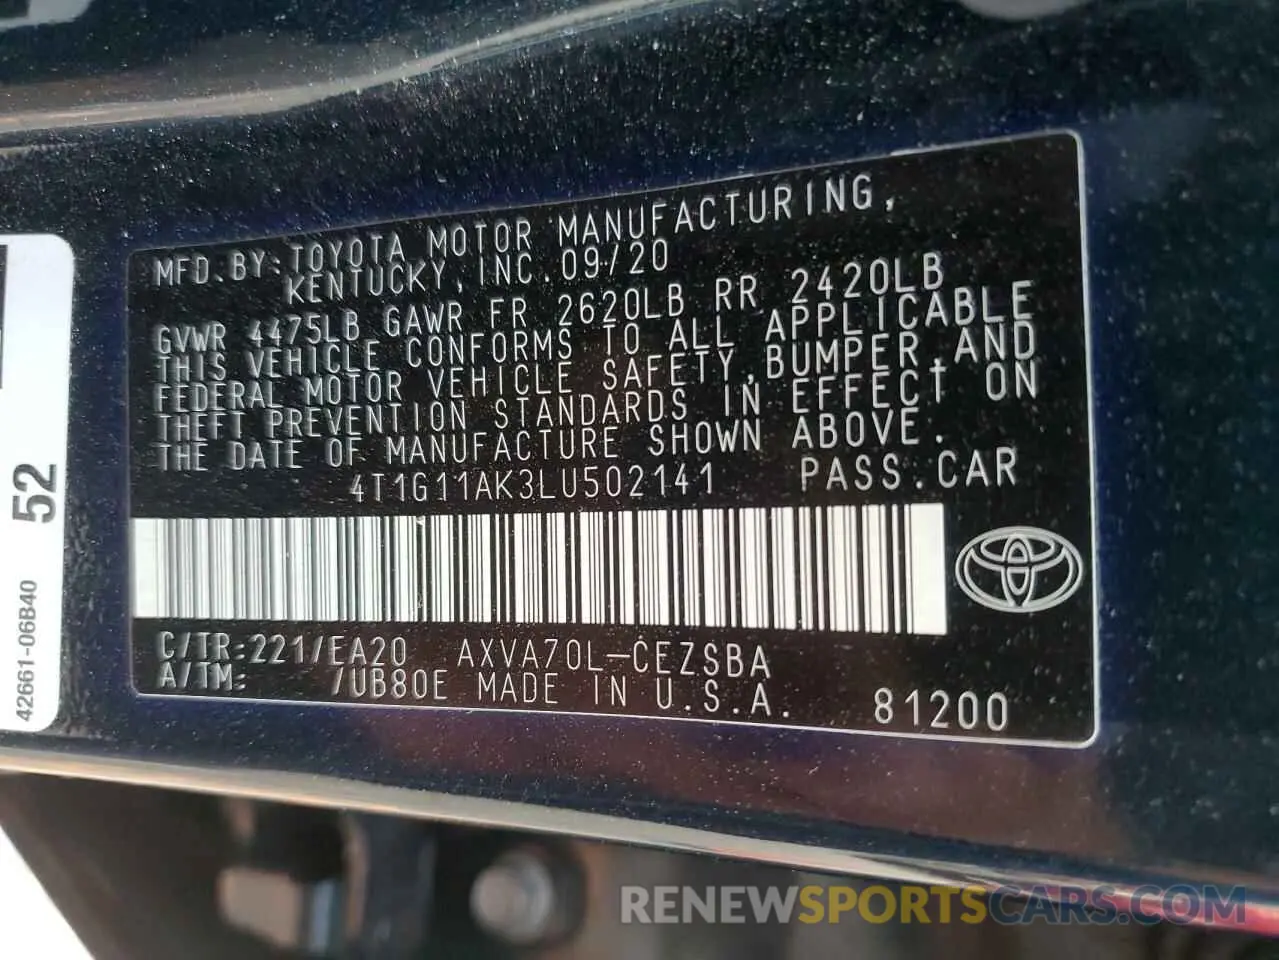 MFD.BY: TOYOTA MOTOR MANUFACTURING,
KENTUCKY, INC. 09/20
GVWR 4475LB GAWR FR 2620LB RR 2420LB
THIS VEHICLE CONFORMS TO ALL APPLICABLE
FEDERAL MOTOR VEHICLE SAFETY,BUMPER,AND
THEFT PREVENTION STANDARDS IN EFFECT ON
THE DATE OF MANUFACTURE SHOWN ABOVE.
4T1G11AK3LU502141 PASS.CAR
C/TR:221/EA20 AXVA70L-CEZSBA
A/TM: /UB80E MADE IN U.S.A. 81200
52
42661-06B40
RENEWSPORTSCARS.COM